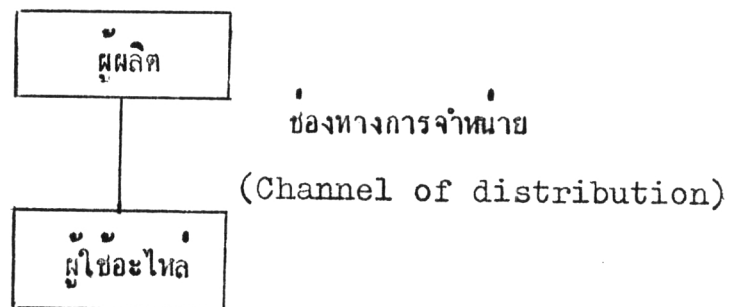 ผู้ผลิต
ช่องทางการจำหน่าย
(Channel of distribution)
ผู้ใช้อะไหล่